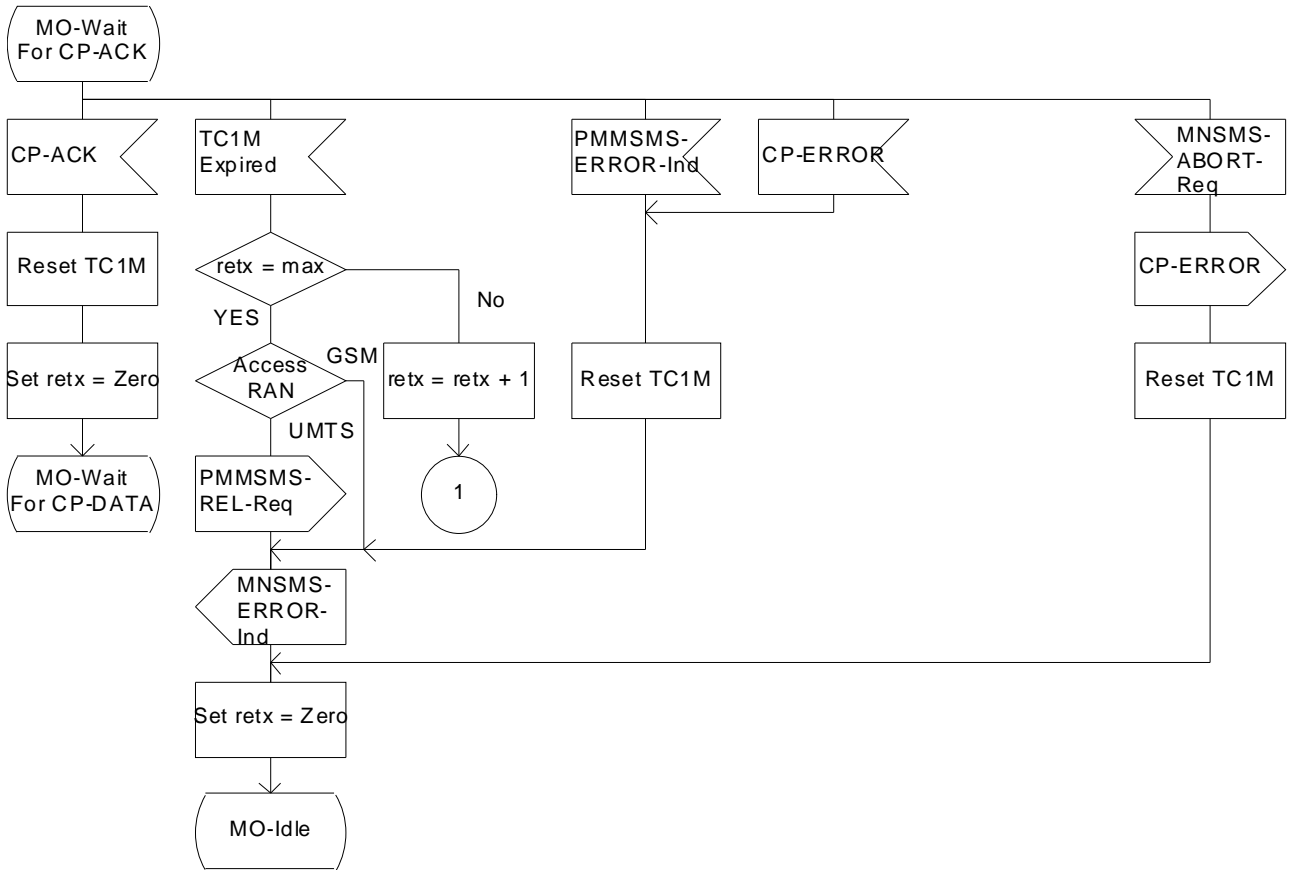 MO-Wait
For CP-ACK
CP-ACK
TC1M
Expired
PMMSMS-
ERROR-Ind
CP-ERROR
MNSMS-
ABORT-
Req
Reset TC1M
retx = max
No
CP-ERROR
YES
Set retx = Zero
Access
RAN
GSM
retx = retx + 1
Reset TC1M
Reset TC1M
UMTS
MO-Wait
For CP-DATA
PMMSMS-
REL-Req
1
MNSMS-
ERROR-
Ind
Set retx = Zero
MO-Idle